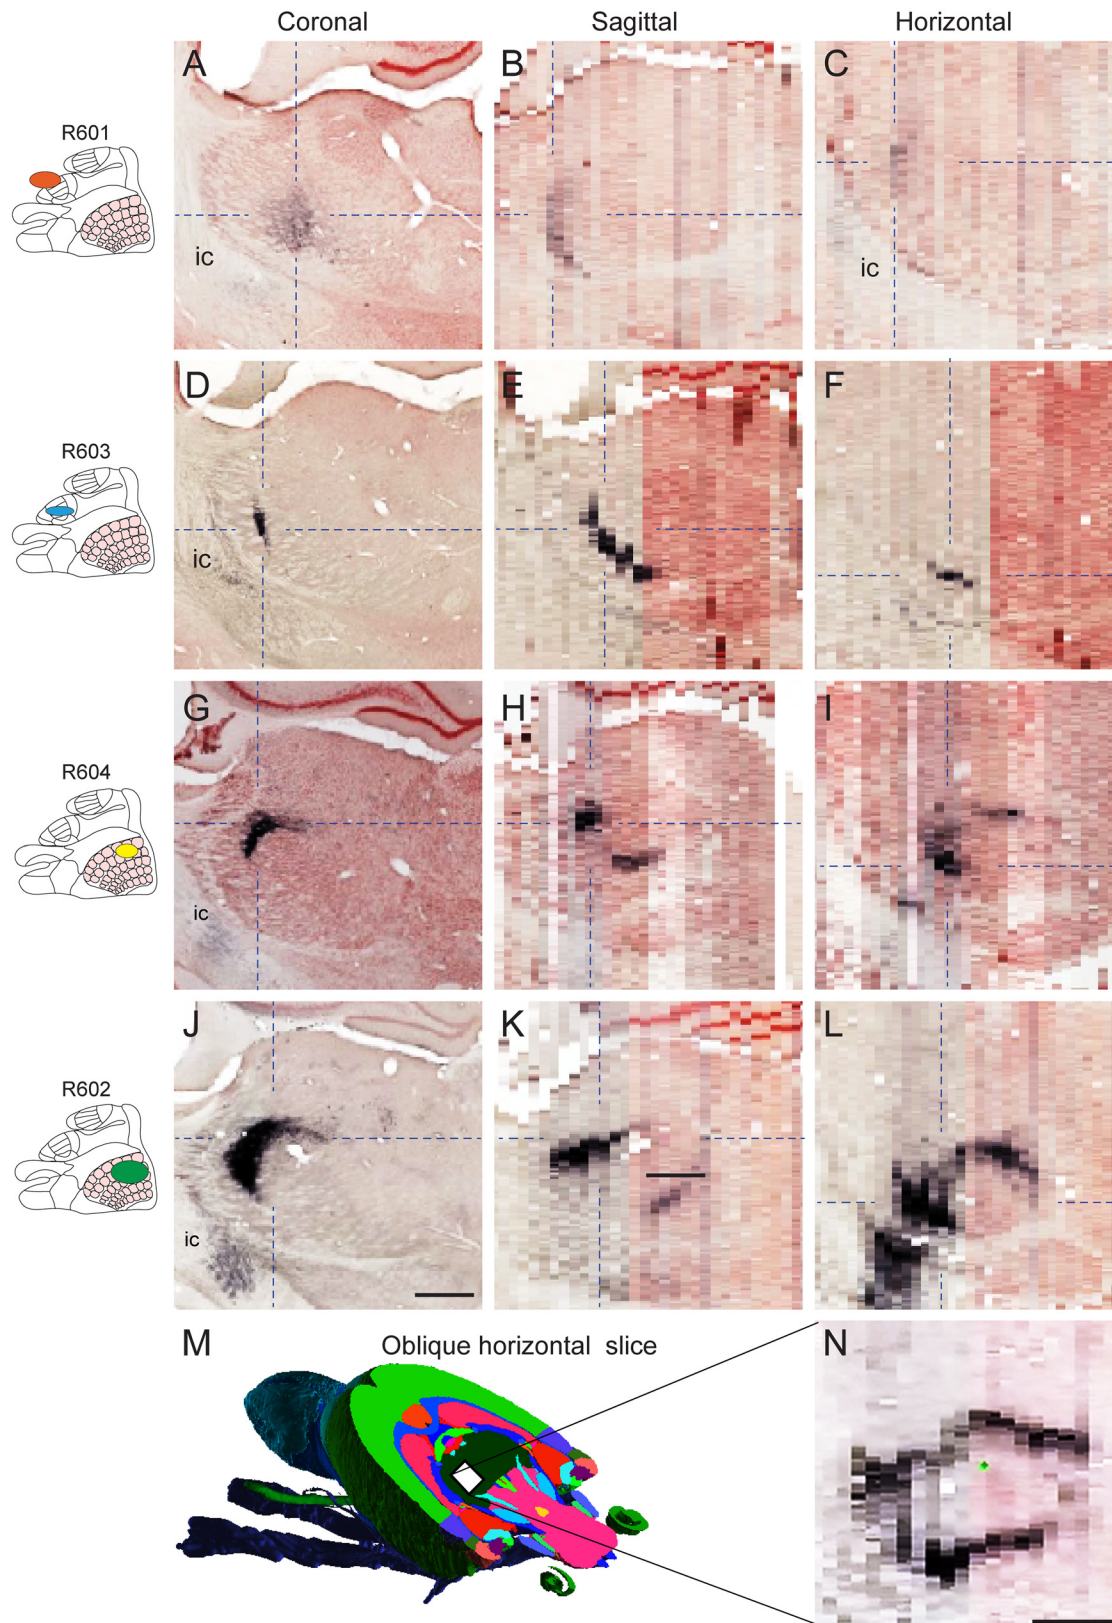 Coronal
Sagittal
Horizontal
A
B
C
R601
ic
ic
D
E
F
R603
ic
G
H
I
R604
ic
J
K
L
R602
ic
M
Oblique horizontal slice
N